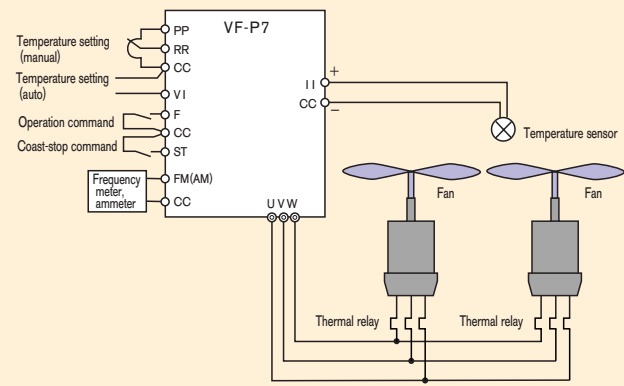 VF-P7
PP
Temperature setting
(manual)
RR
CC
Temperature setting
(auto)
VI
F
Operation command
CC
Coast-stop command
ST
Frequency
meter,
ammeter
FM(AM)
CC
+
II
CC
−
Temperature sensor
U V W
Fan
Fan
Thermal relay
Thermal relay